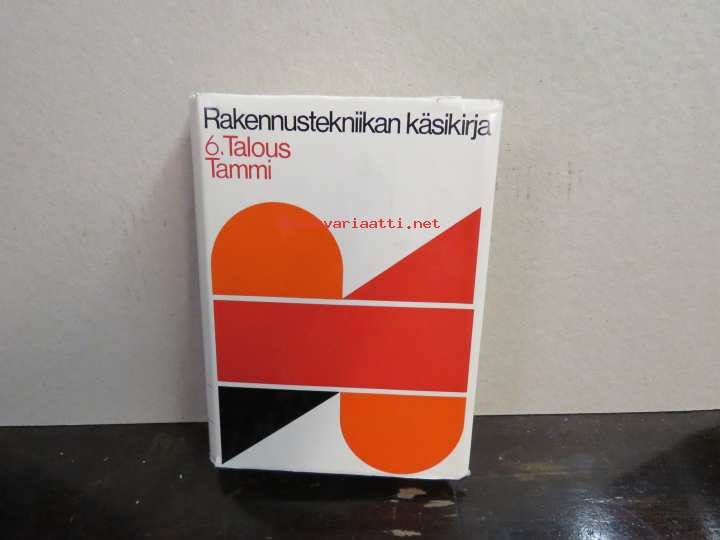 Rakennustekniikan käsikirja
6.Talous
Tammi
variaatti.net